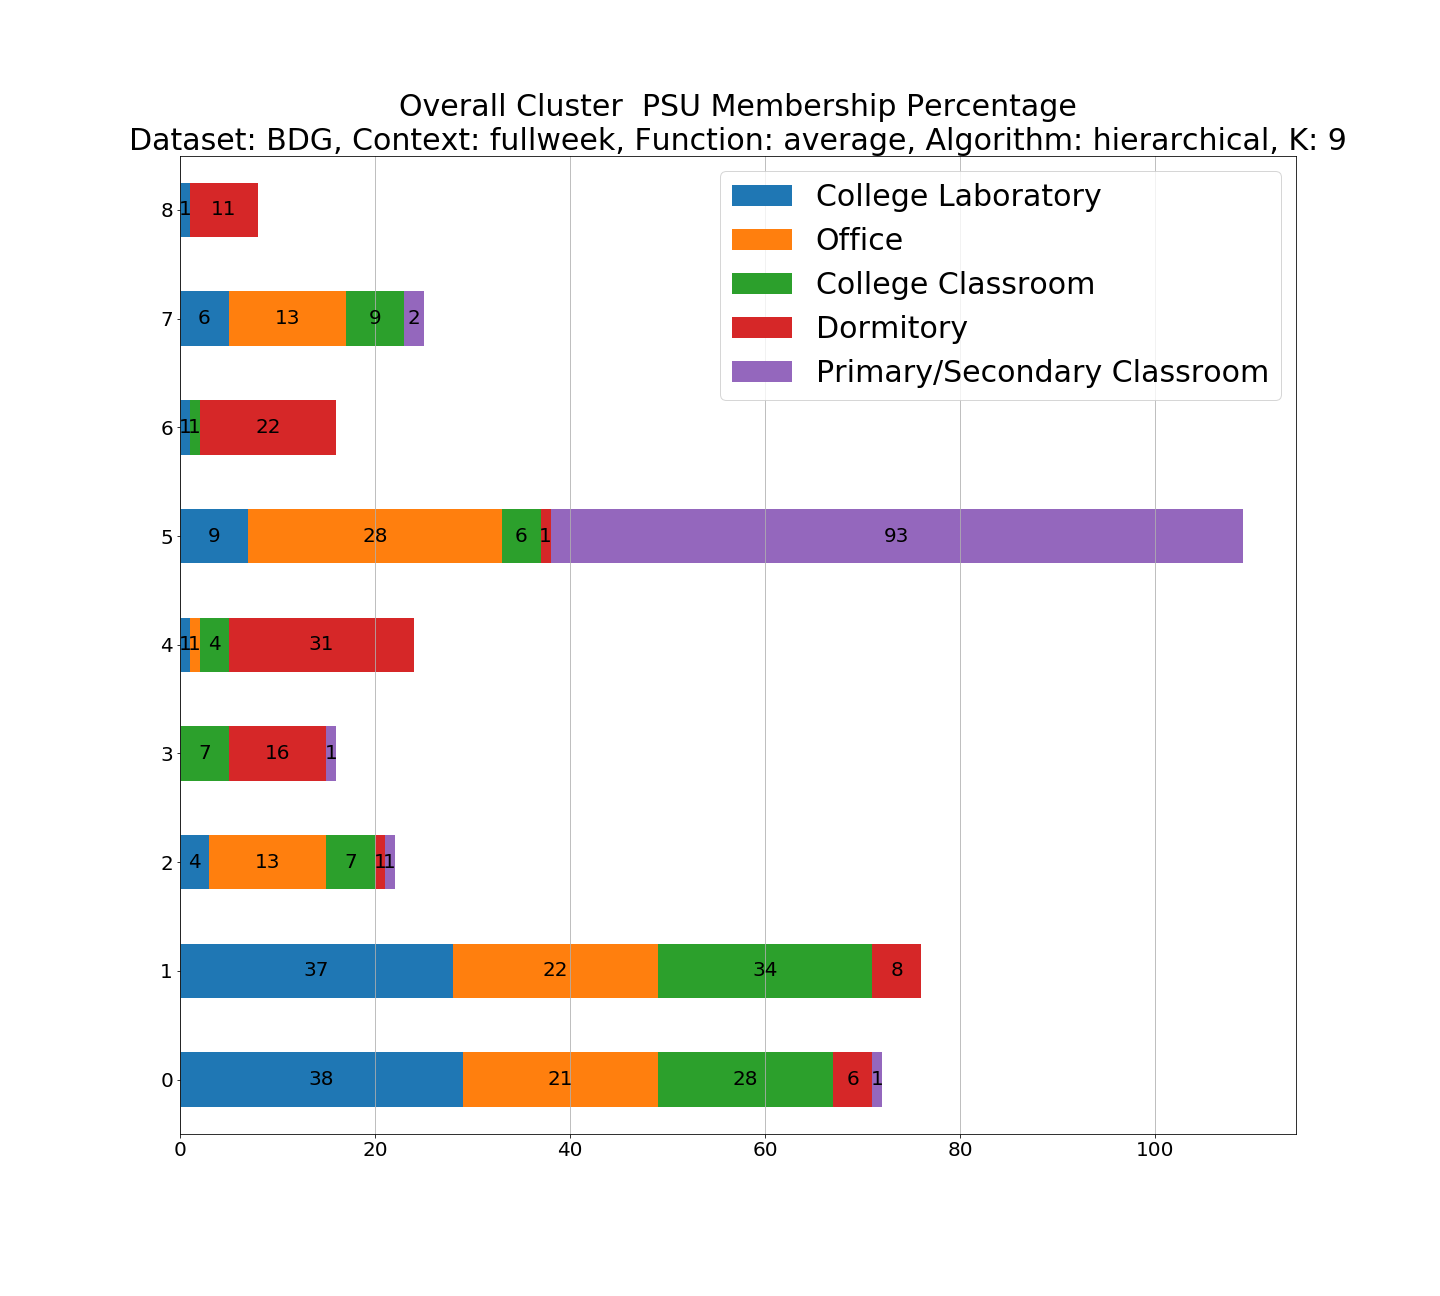 Overall Cluster  PSU Membership Percentage
Dataset: BDG, Context: fullweek, Function: average, Algorithm: hierarchical, K: 9
College Laboratory
Office
College Classroom
Dormitory
Primary/Secondary Classroom
8 1 11
7 6 13 9 2
6 1 1 22
5 9 28 6 1 93
4 1 1 4 31
3 7 16 1
2 4 13 7 1 1
1 37 22 34 8
0 38 21 28 6 1
0 20 40 60 80 100